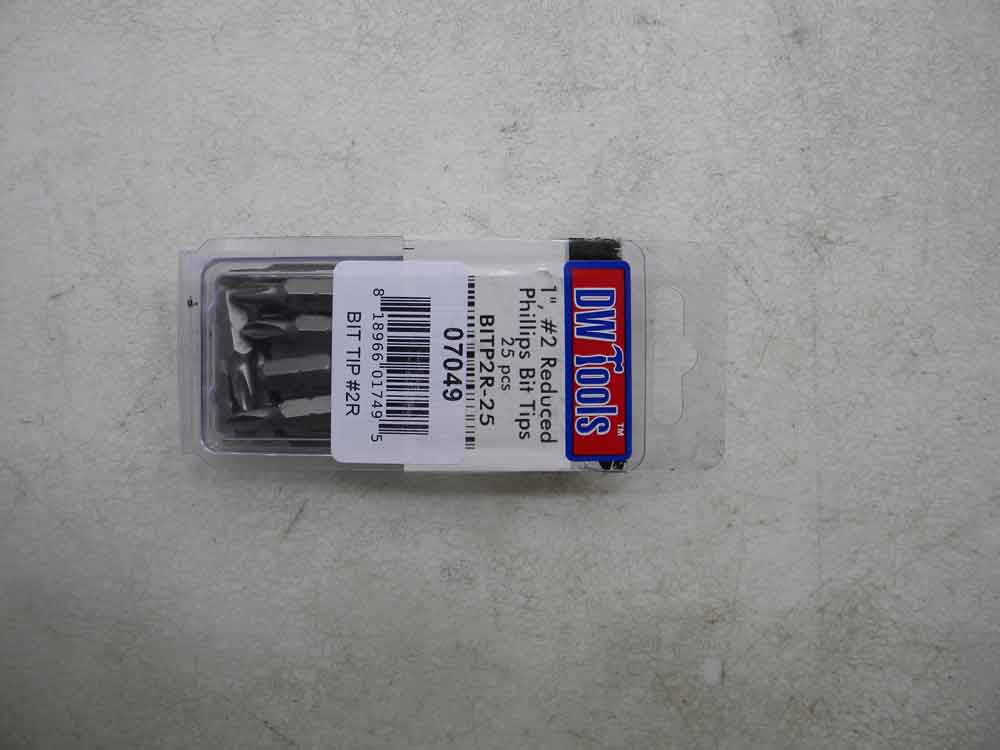 DW Tools™
1", #2 Reduced
Phillips Bit Tips
25 pcs
BITP2R-25
07049
8 18966 01749 5
BIT TIP #2R